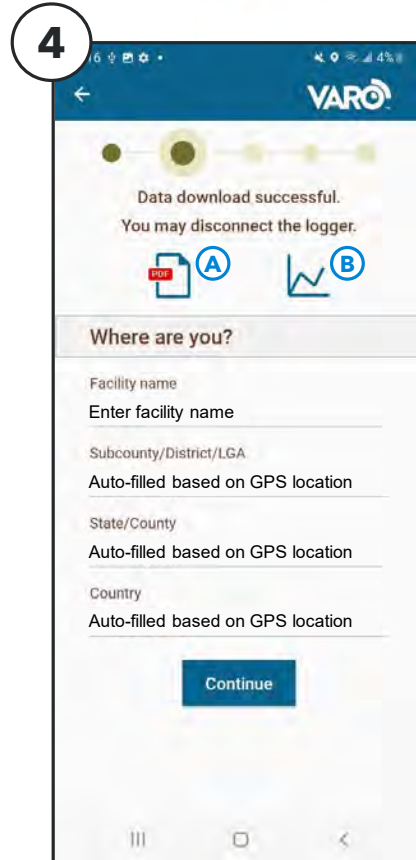 4
6
4%
VARO
Data download successful.
You may disconnect the logger.
PDF
A
B
Where are you?
Facility name
Enter facility name
Subcounty/District/LGA
Auto-filled based on GPS location
State/County
Auto-filled based on GPS location
Country
Auto-filled based on GPS location
Continue